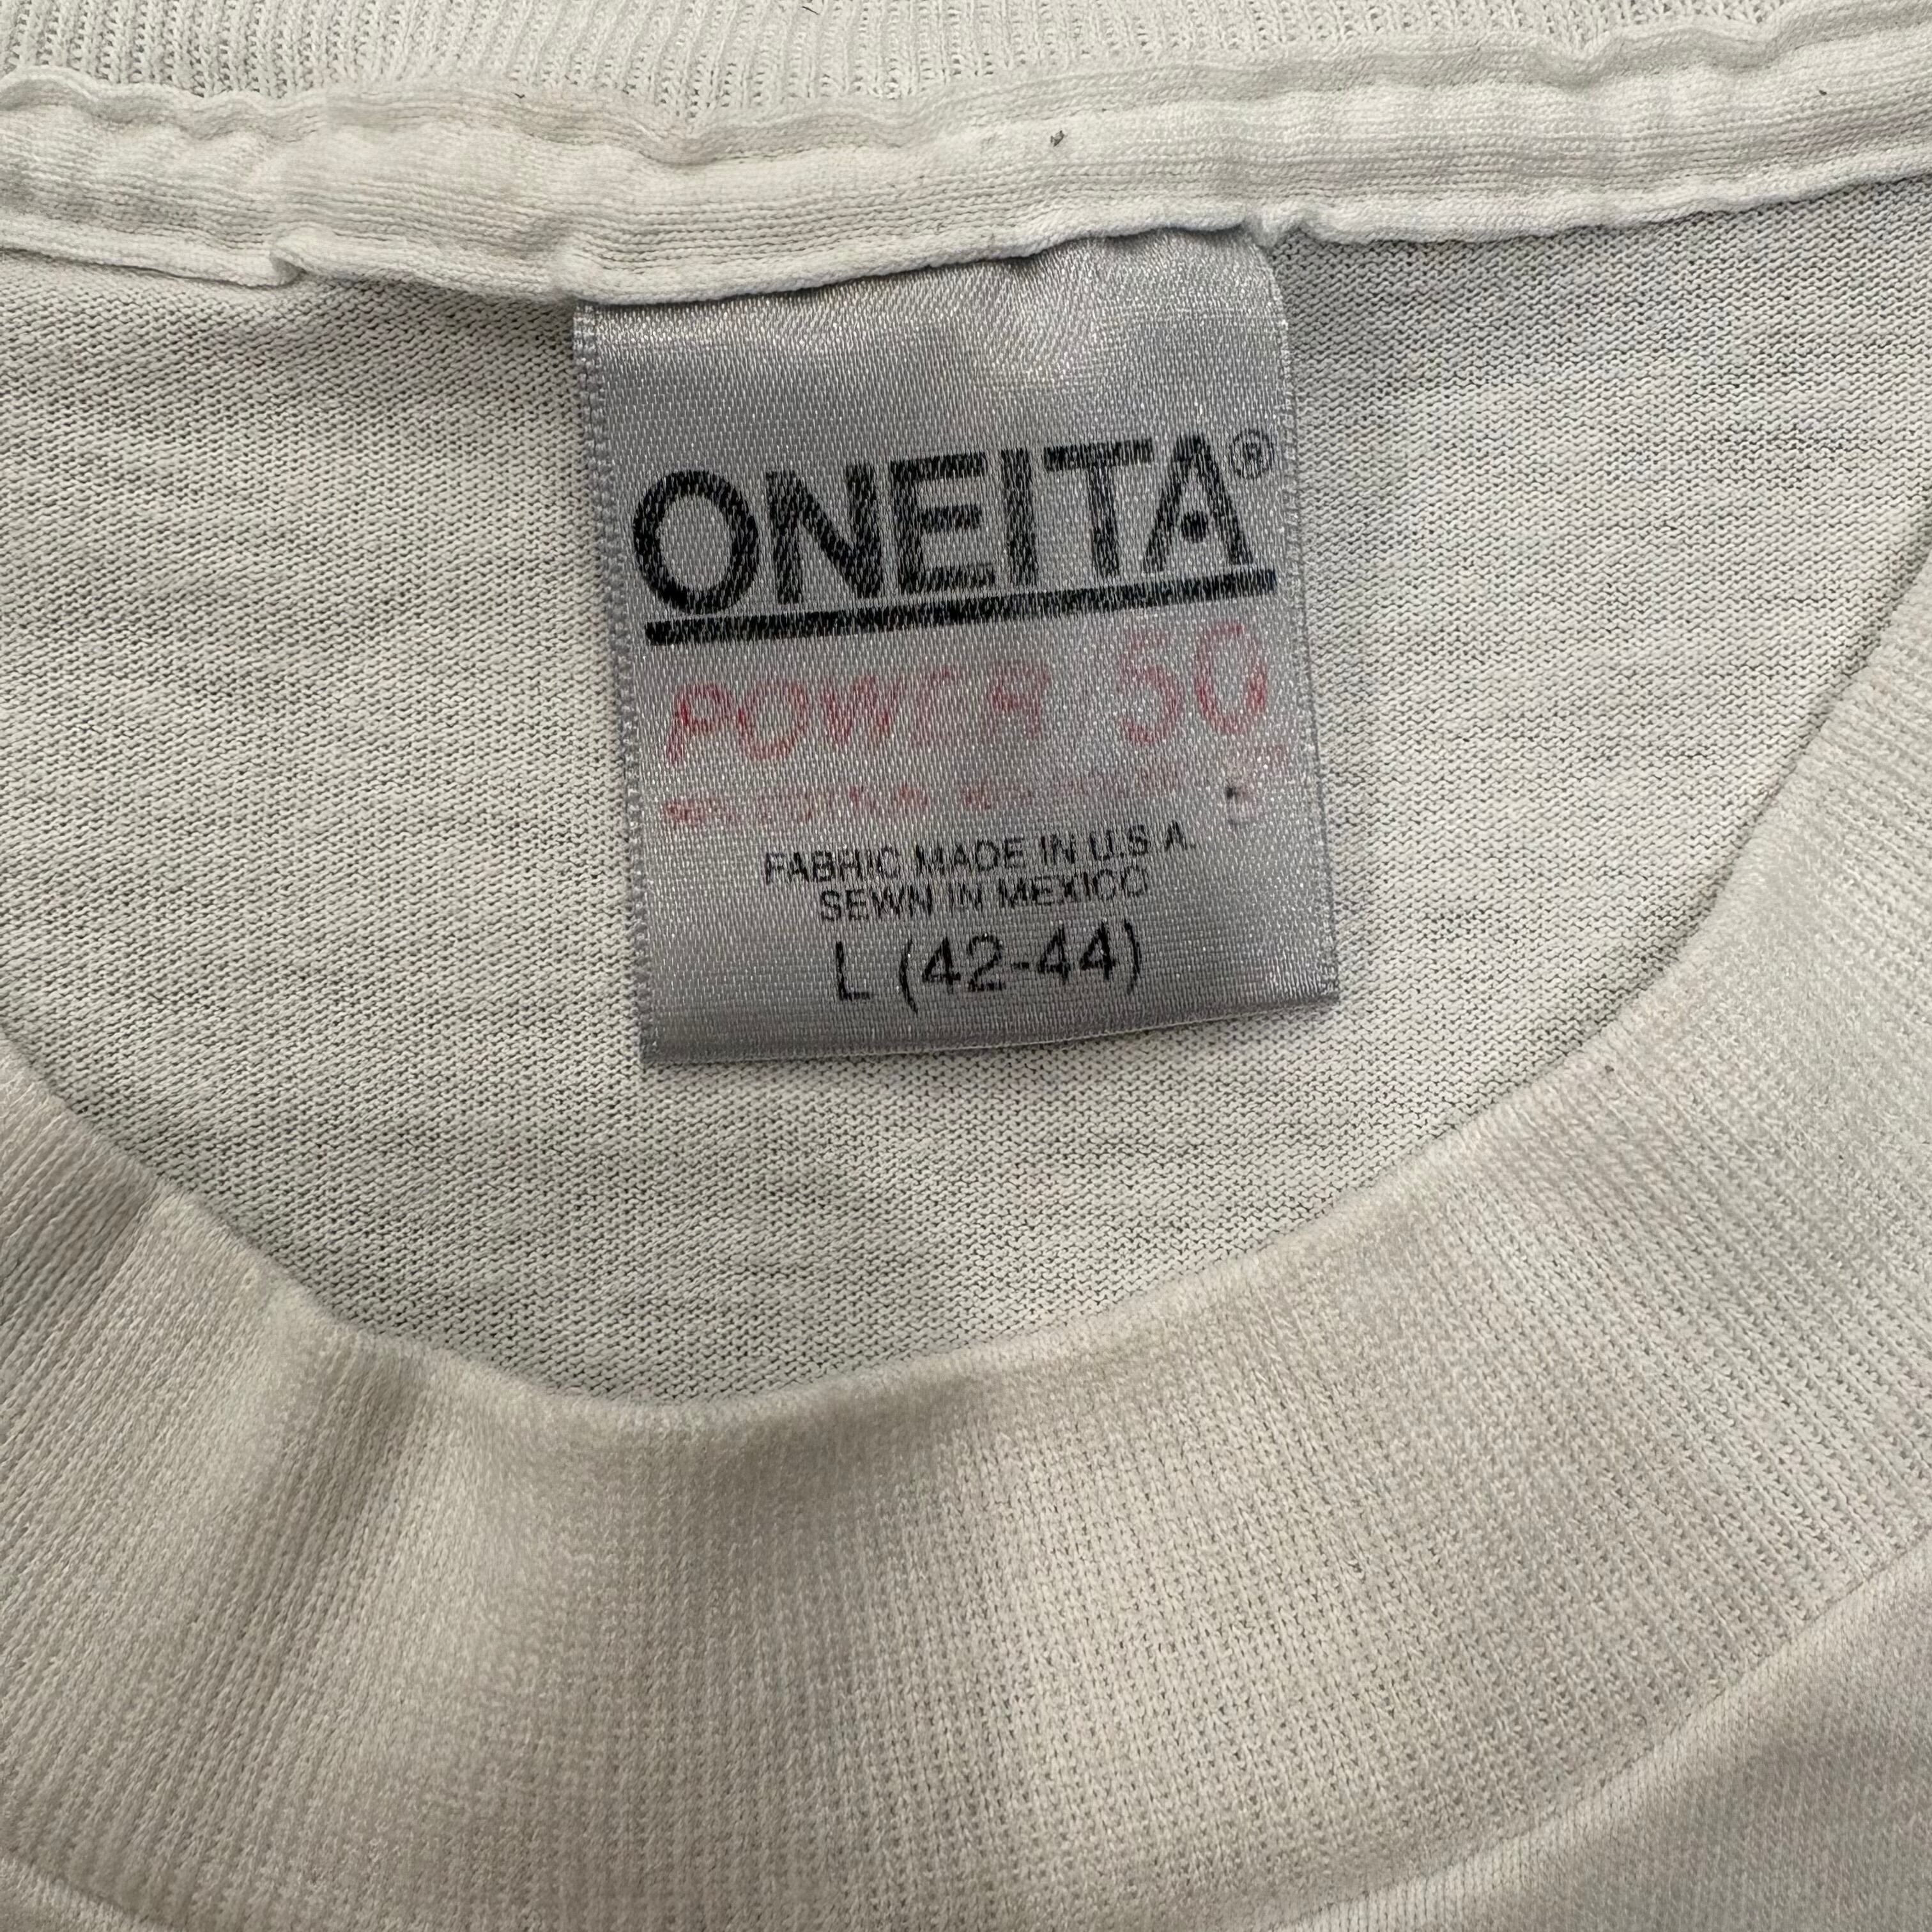 ONEITA®
POWER 50
FABRIC MADE IN U.S.A.
SEWN IN MEXICO
L (42-44)